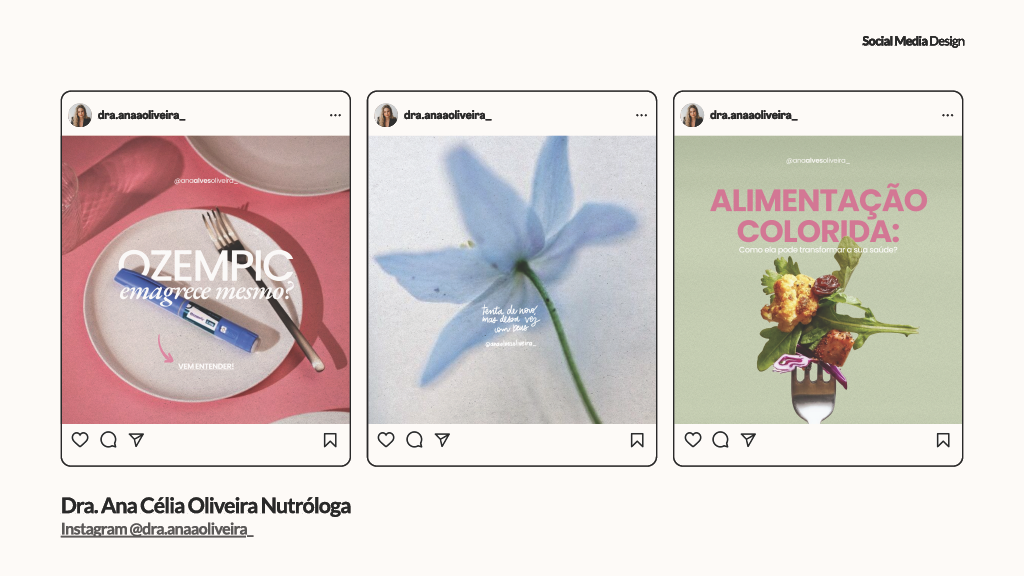 Social Media Design
dra.anaaoliveira_
@anaalvesoliveira_
OZEMPIC
emagrece mesmo?
VEM ENTENDER!
dra.anaaoliveira_
tenta de novo,
mas dessa vez
com Deus
@anaalvesoliveira_
dra.anaaoliveira_
@anaalvesoliveira_
ALIMENTAÇÃO
COLORIDA:
Como ela pode transformar a sua saúde?
Dra. Ana Célia Oliveira Nutróloga
Instagram @dra.anaaoliveira_